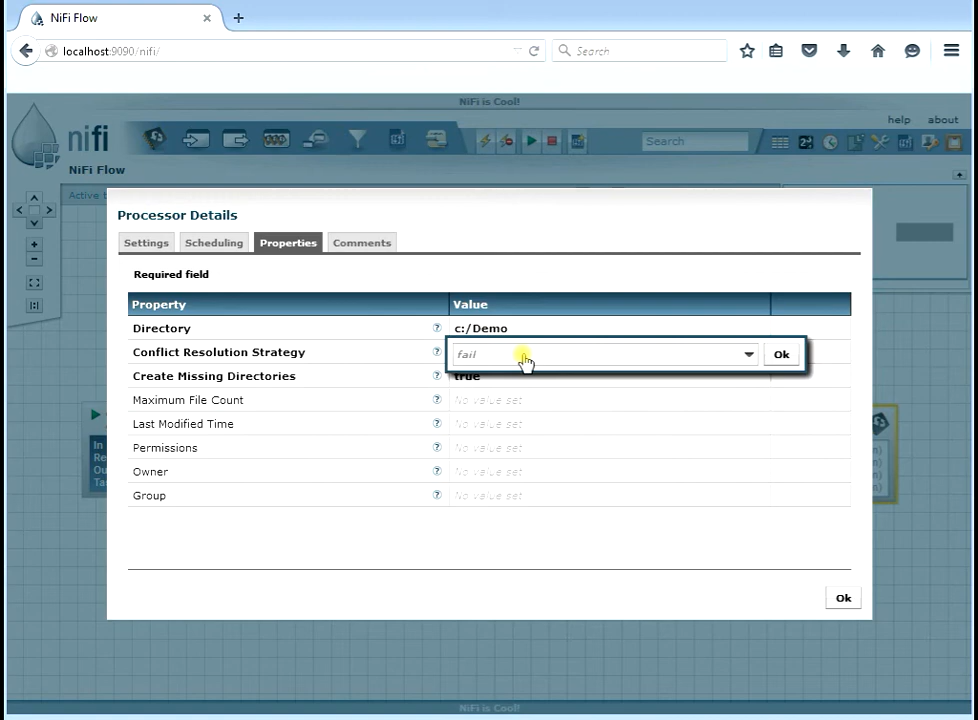 NiFi Flow
localhost:9090/nifi/
Search
NiFi is Cool!
nifi
Search
help about
NiFi Flow
Active
Processor Details
Settings Scheduling Properties Comments
Required field
Property Value
Directory ? c:/Demo
Conflict Resolution Strategy ? fail Ok
Create Missing Directories ? true
Maximum File Count ? No value set
Last Modified Time ? No value set
Permissions ? No value set
Owner ? No value set
Group ? No value set
In
Ok
NiFi is Cool!